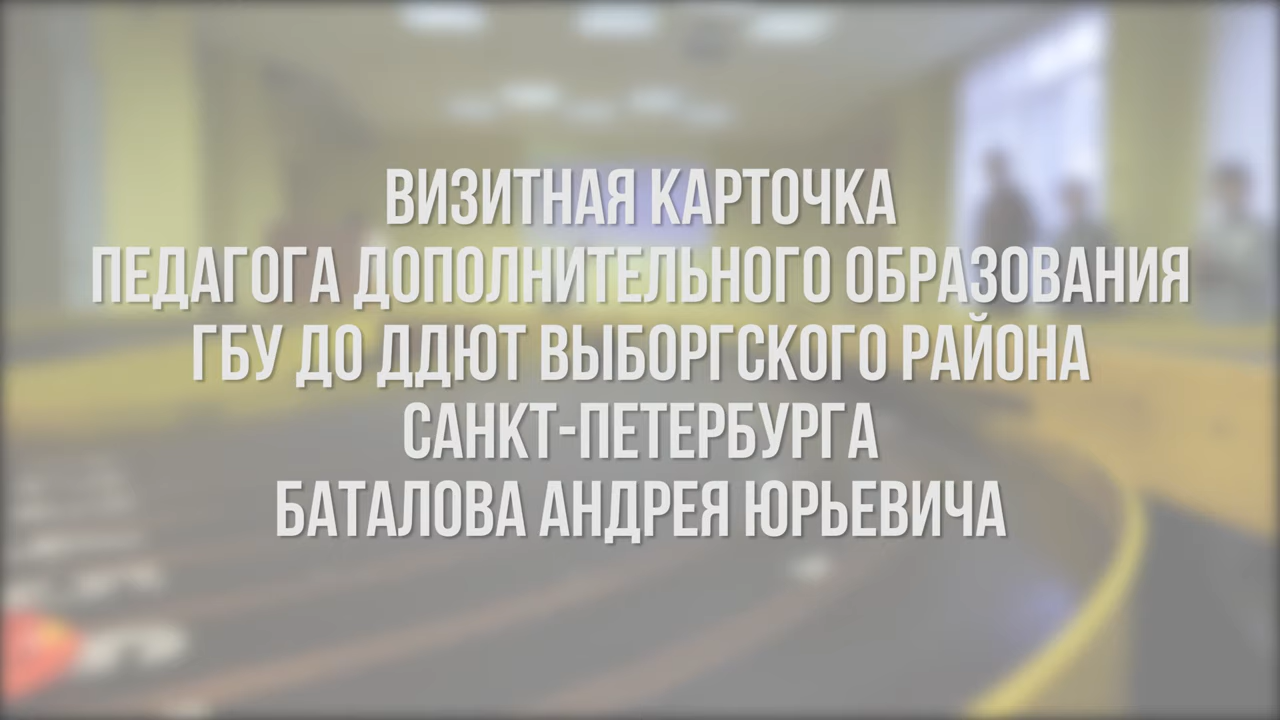 ВИЗИТНАЯ КАРТОЧКА
ПЕДАГОГА ДОПОЛНИТЕЛЬНОГО ОБРАЗОВАНИЯ
ГБУ ДО ДДЮТ ВЫБОРГСКОГО РАЙОНА
САНКТ-ПЕТЕРБУРГА
БАТАЛОВА АНДРЕЯ ЮРЬЕВИЧА